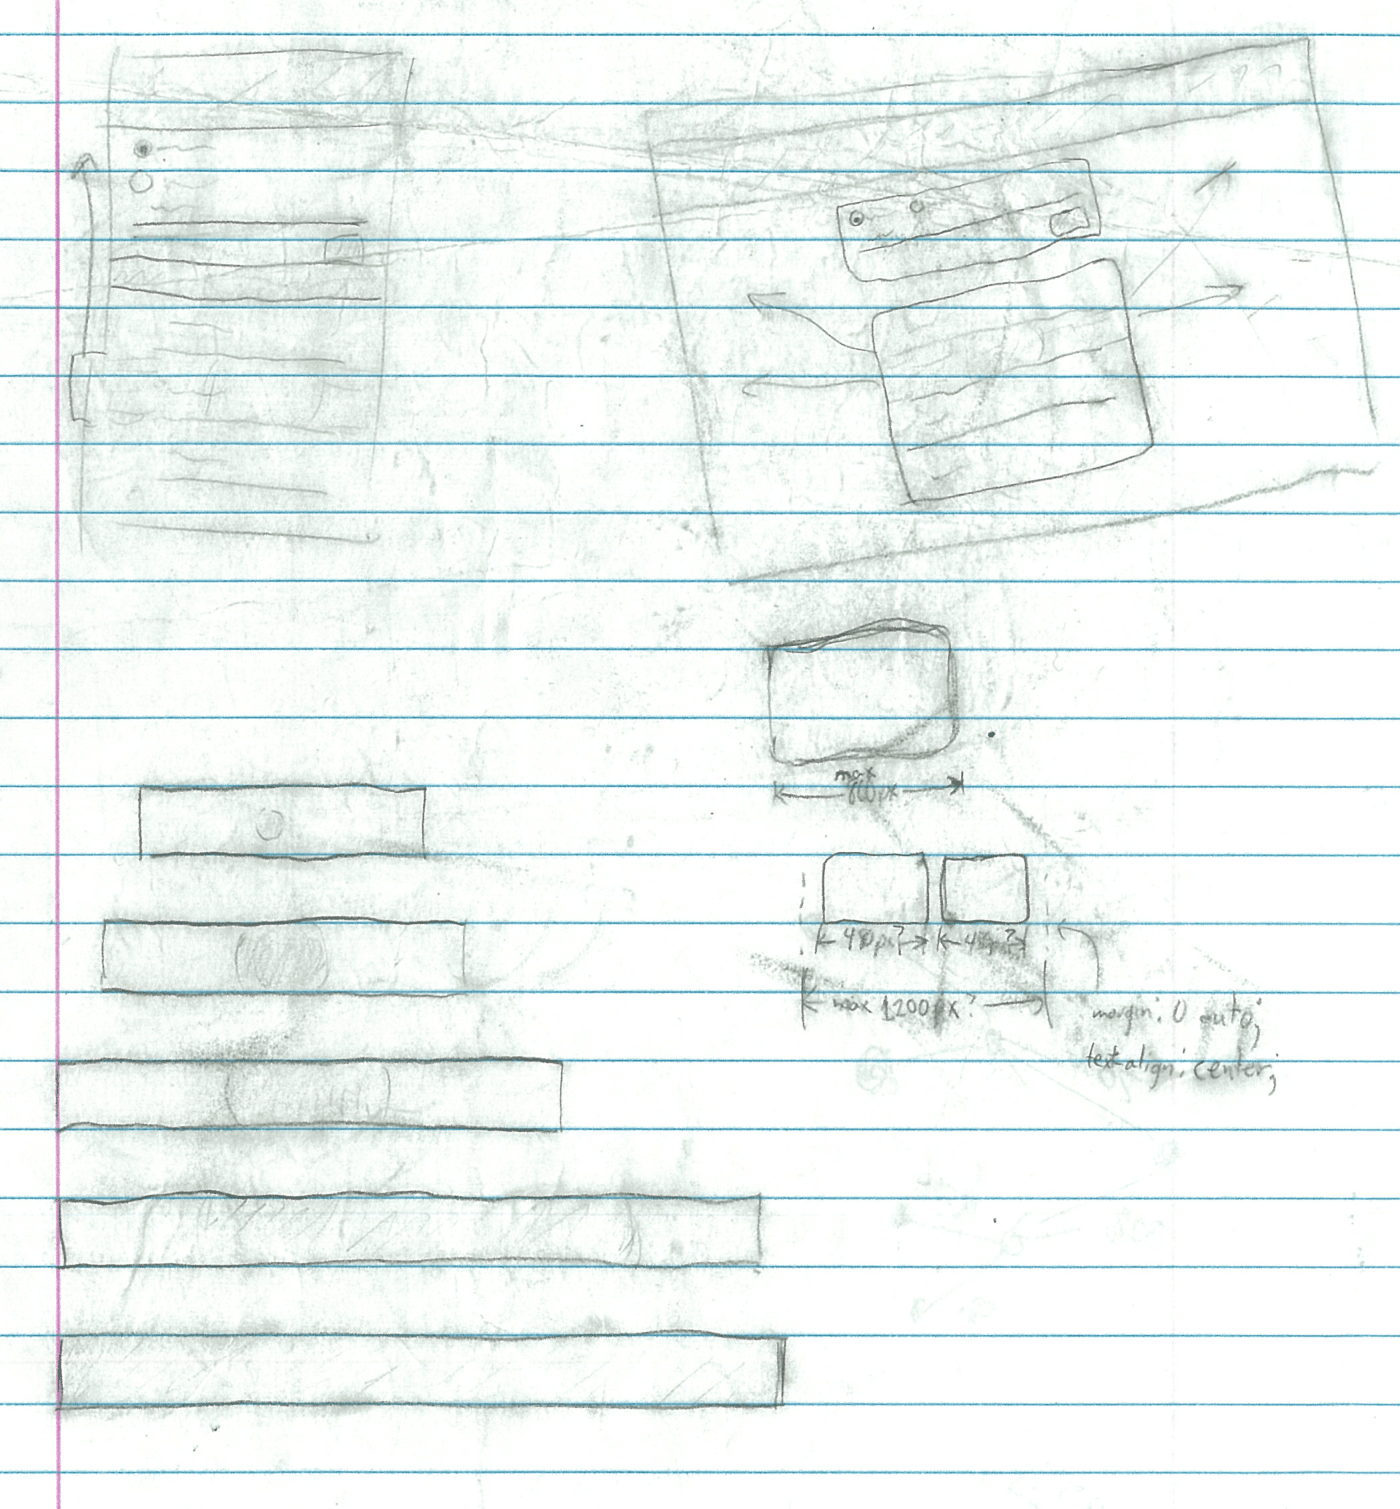 max
800px
max 1200px?
margin: 0 auto;
text-align: center;